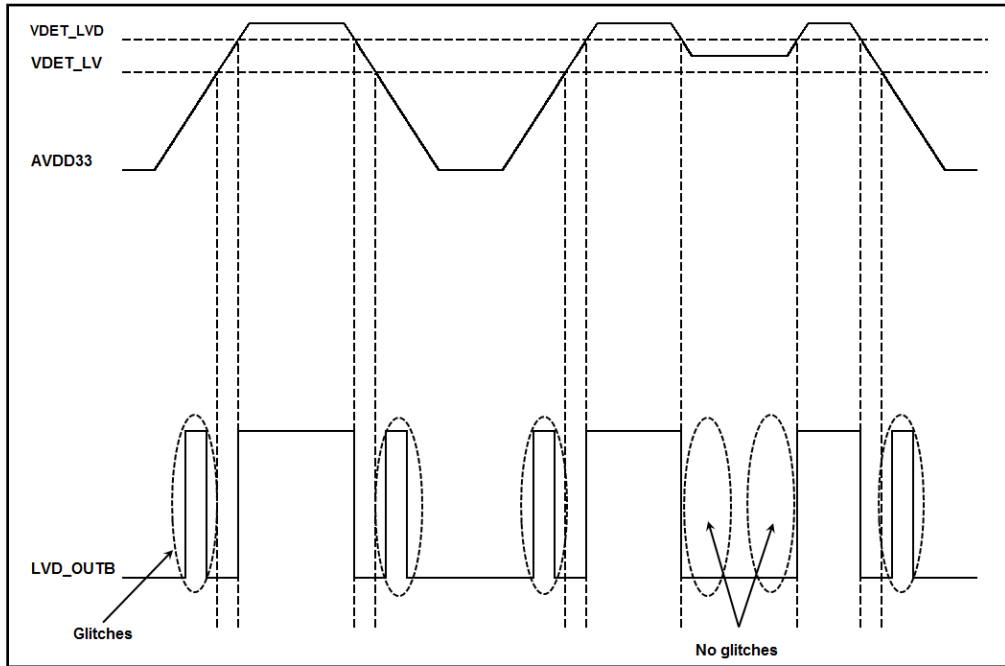 VDET_LVD
VDET_LV
AVDD33
LVD_OUTB
Glitches
No glitches